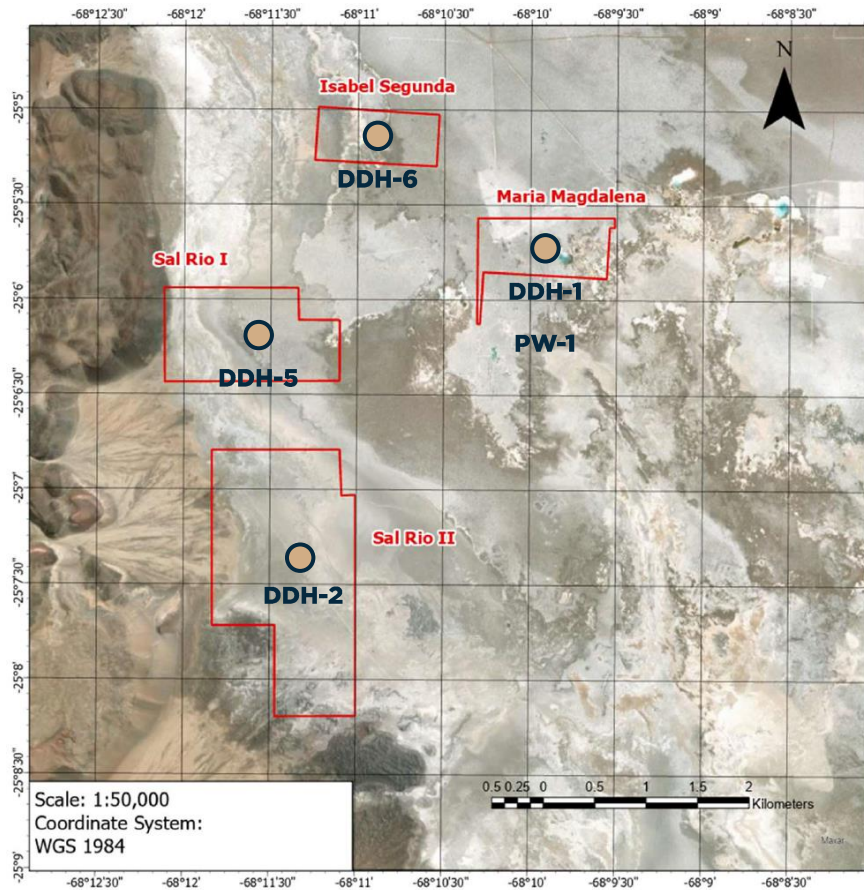 -68°12'30" -68°12' -68°11'30" -68°11' -68°10'30" -68°10' -68°9'30" -68°9' -68°8'30"
N
Isabel Segunda
DDH-6
Maria Magdalena
DDH-1
PW-1
Sal Rio I
DDH-5
Sal Rio II
DDH-2
-25°5'
-25°5'30"
-25°6'
-25°6'30"
-25°7'
-25°7'30"
-25°8'
-25°8'30"
-25°9'
Scale: 1:50,000
Coordinate System:
WGS 1984
0.5 0.25 0 0.5 1 1.5 2
Kilometers
Maxar
-68°12'30" -68°12' -68°11'30" -68°11' -68°10'30" -68°10' -68°9'30" -68°9' -68°8'30"